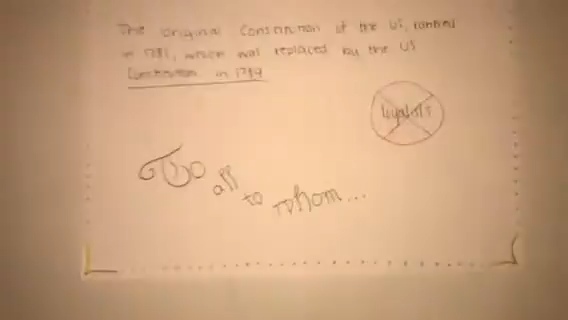 The original Constitution of the US, ratified
in 1781, which was replaced by the US
Constitution in 1789
Loyalists
To all to whom...